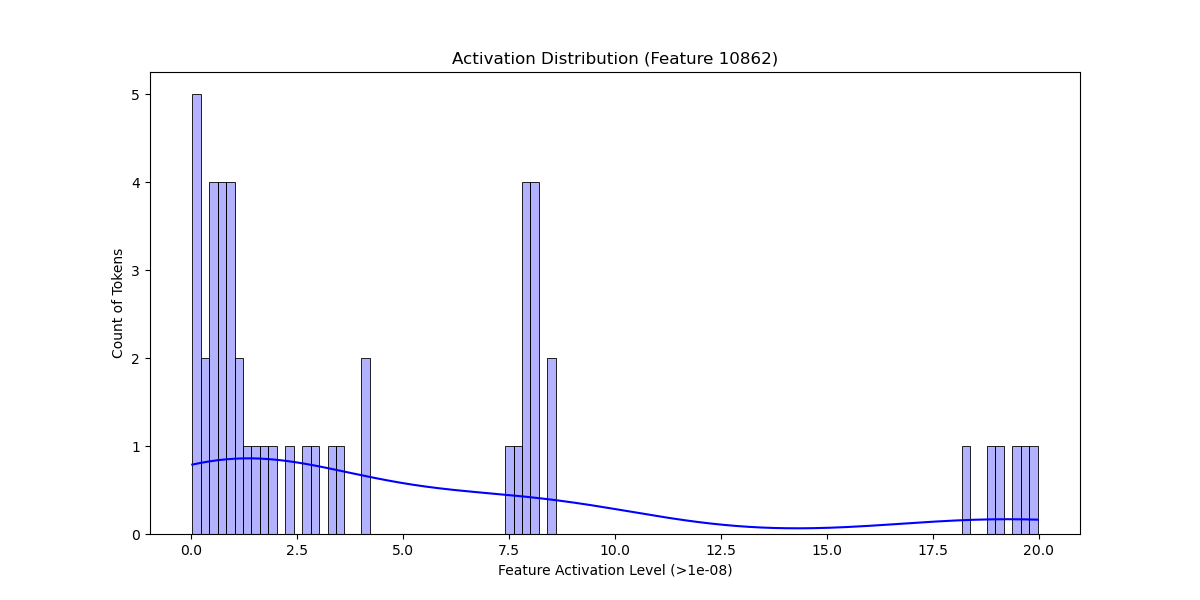 Activation Distribution (Feature 10862)
5
4
3
2
1
0
Count of Tokens
0.0 2.5 5.0 7.5 10.0 12.5 15.0 17.5 20.0
Feature Activation Level (>1e-08)